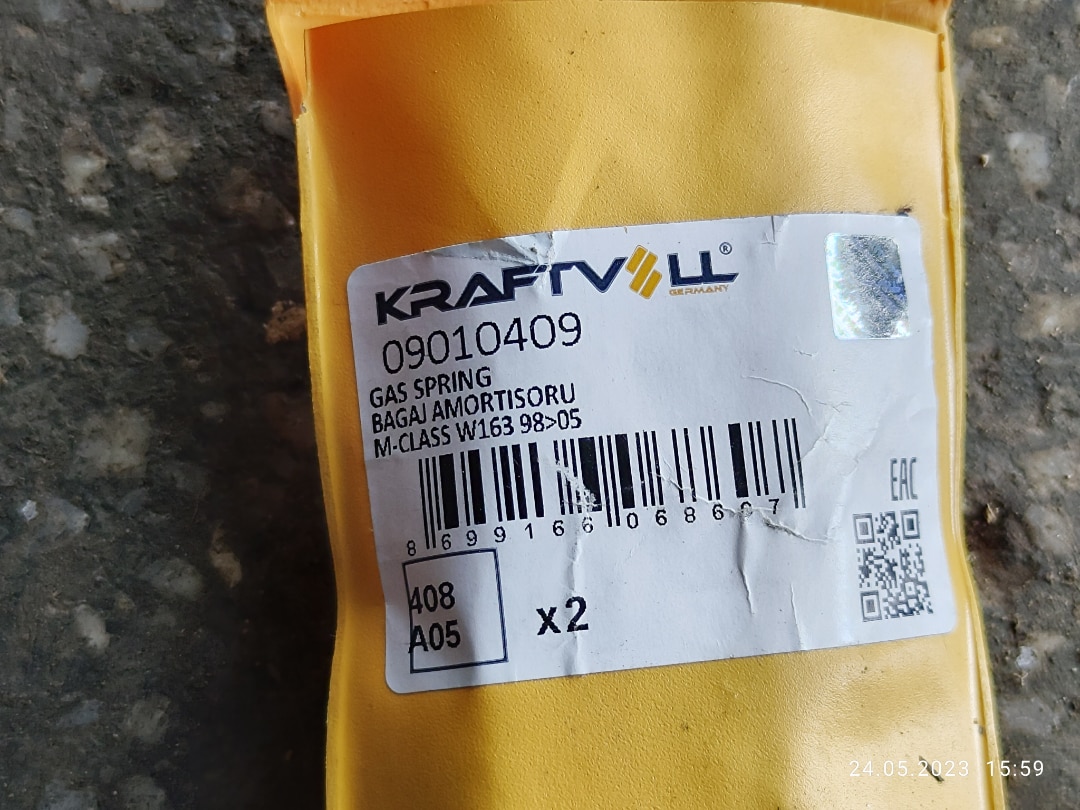 KRAFTVOLL®
GERMANY
09010409
GAS SPRING
BAGAJ AMORTISORU
M-CLASS W163 98>05
EAC
408
A05
x2
24.05.2023 15:59